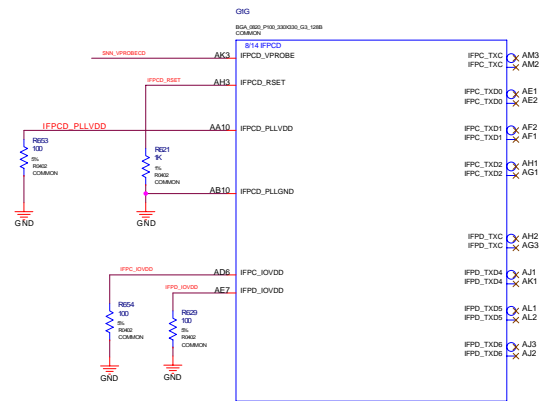 G1G
BGA_0820_P100_330X330_G3_128B
COMMON
8/14 IFPCD
SNN_VPROBECD AK3 IFPCD_VPROBE
IFPCD_RSET AH3 IFPCD_RSET
IFPCD_PLLVDD AA10 IFPCD_PLLVDD
R653
100
5%
R0402
COMMON
R621
1K
1%
R0402
COMMON
AB10 IFPCD_PLLGND
GND
GND
IFPC_IOVDD AD6 IFPC_IOVDD
IFPD_IOVDD AE7 IFPD_IOVDD
R654
100
5%
R0402
COMMON
R629
100
5%
R0402
COMMON
GND
GND
IFPC_TXC AM3
IFPC_TXC AM2
IFPC_TXD0 AE1
IFPC_TXD0 AE2
IFPC_TXD1 AF2
IFPC_TXD1 AF1
IFPC_TXD2 AH1
IFPC_TXD2 AG1
IFPD_TXC AH2
IFPD_TXC AG3
IFPD_TXD4 AJ1
IFPD_TXD4 AK1
IFPD_TXD5 AL1
IFPD_TXD5 AL2
IFPD_TXD6 AJ3
IFPD_TXD6 AJ2